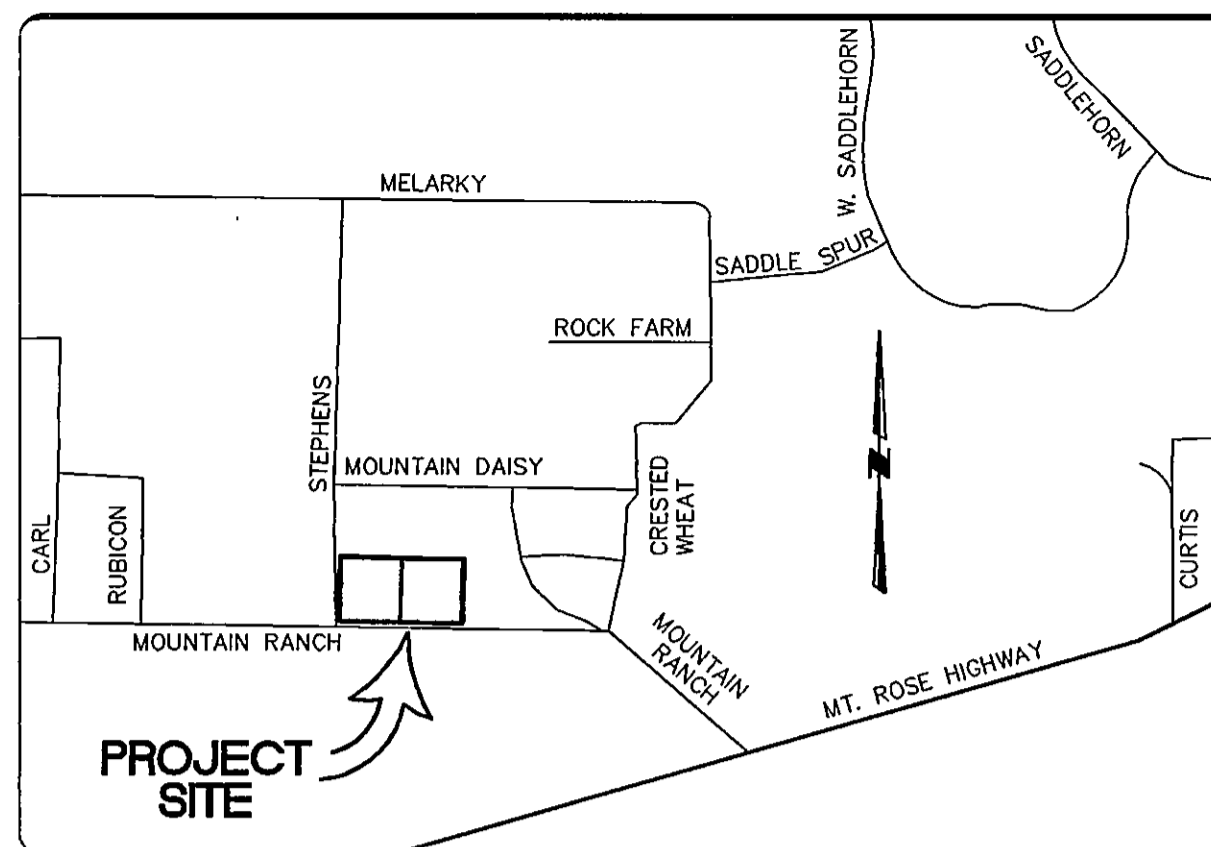 W. SADDLEHORN
SADDLEHORN
MELARKY
SADDLE SPUR
ROCK FARM
STEPHENS
MOUNTAIN DAISY
CRESTED
WHEAT
N
CARL
RUBICON
CURTIS
MOUNTAIN RANCH
MOUNTAIN
RANCH
MT. ROSE HIGHWAY
PROJECT
SITE